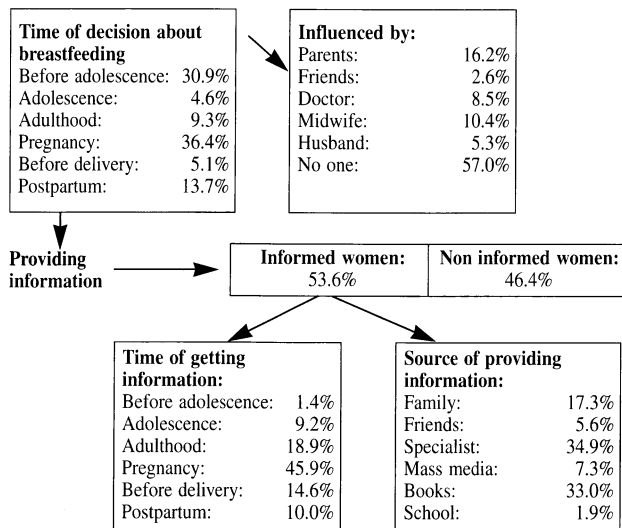 Time of decision about
breastfeeding
Before adolescence: 30.9%
Adolescence: 4.6%
Adulthood: 9.3%
Pregnancy: 36.4%
Before delivery: 5.1%
Postpartum: 13.7%
Influenced by:
Parents: 16.2%
Friends: 2.6%
Doctor: 8.5%
Midwife: 10.4%
Husband: 5.3%
No one: 57.0%
Providing
information
Informed women:
53.6%
Non informed women:
46.4%
Time of getting
information:
Before adolescence: 1.4%
Adolescence: 9.2%
Adulthood: 18.9%
Pregnancy: 45.9%
Before delivery: 14.6%
Postpartum: 10.0%
Source of providing
information:
Family: 17.3%
Friends: 5.6%
Specialist: 34.9%
Mass media: 7.3%
Books: 33.0%
School: 1.9%